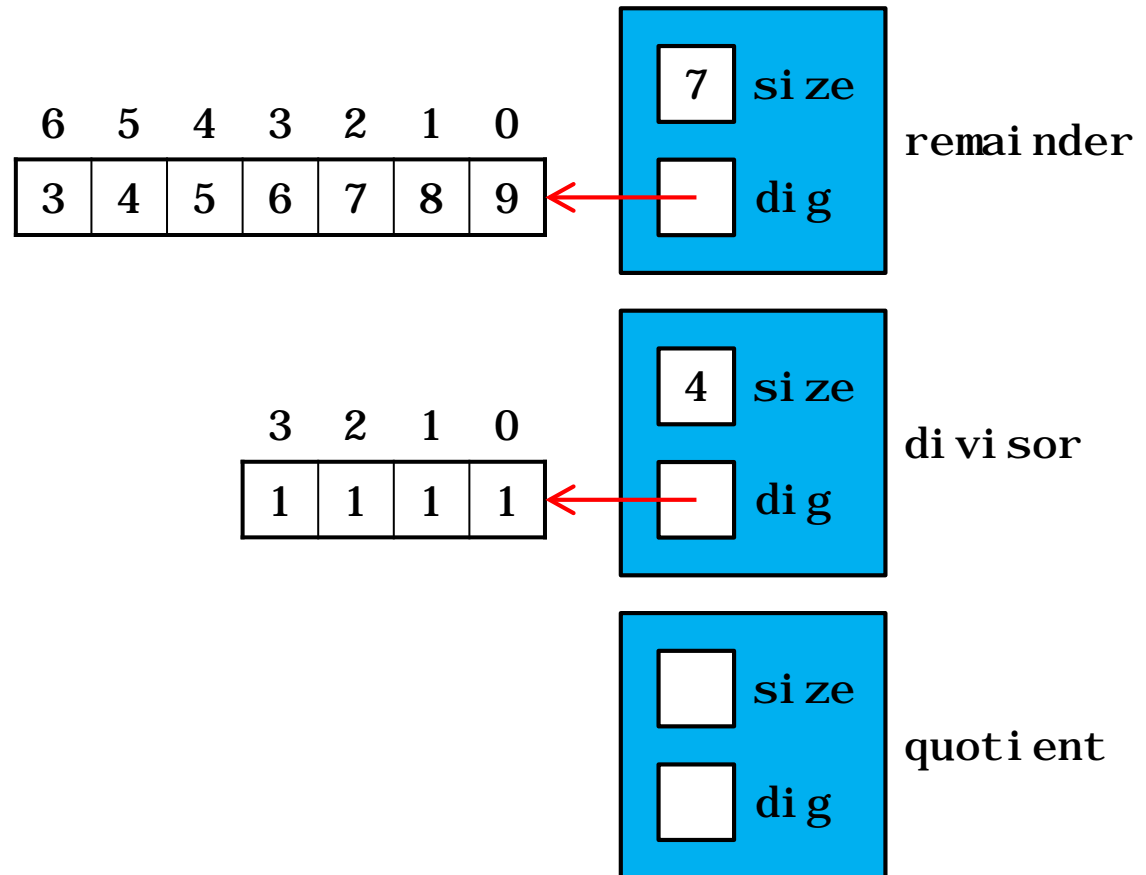 7 size
6 5 4 3 2 1 0
remainder
3 4 5 6 7 8 9
dig
4 size
3 2 1 0
divisor
1 1 1 1
dig
size
quotient
dig